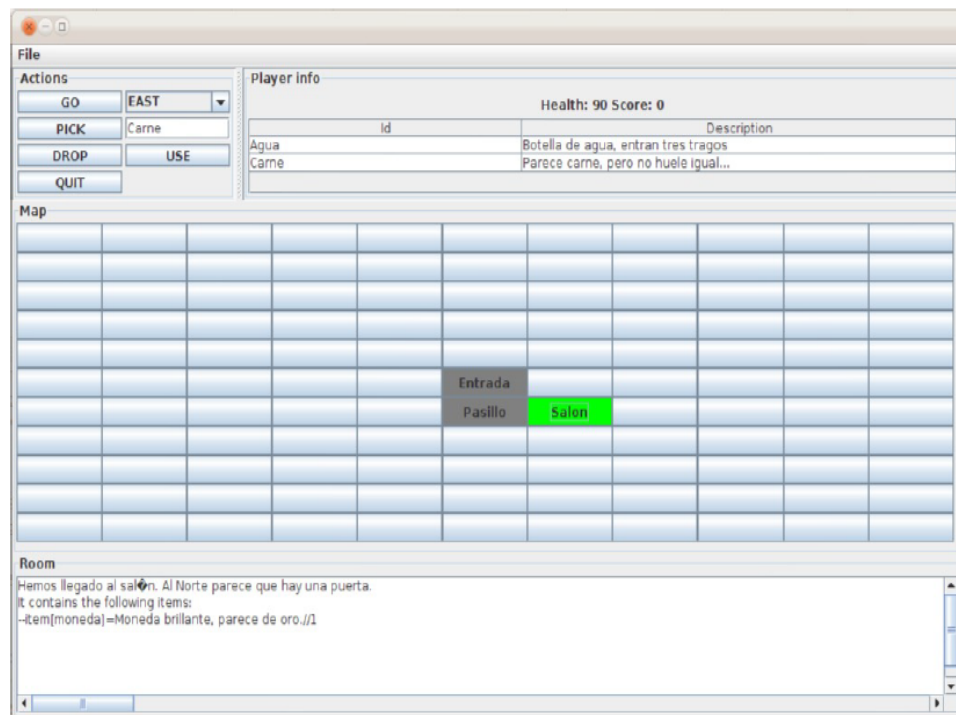 File
Actions
GO
EAST
PICK
Carne
DROP
USE
QUIT
Player info
Health: 90 Score: 0
Id
Description
Agua
Botella de agua, entran tres tragos
Carne
Parece carne, pero no huele igual...
Map
Entrada
Pasillo
Salon
Room
Hemos llegado al sal�n. Al Norte parece que hay una puerta.
It contains the following items:
--item[moneda]=Moneda brillante, parece de oro.//1